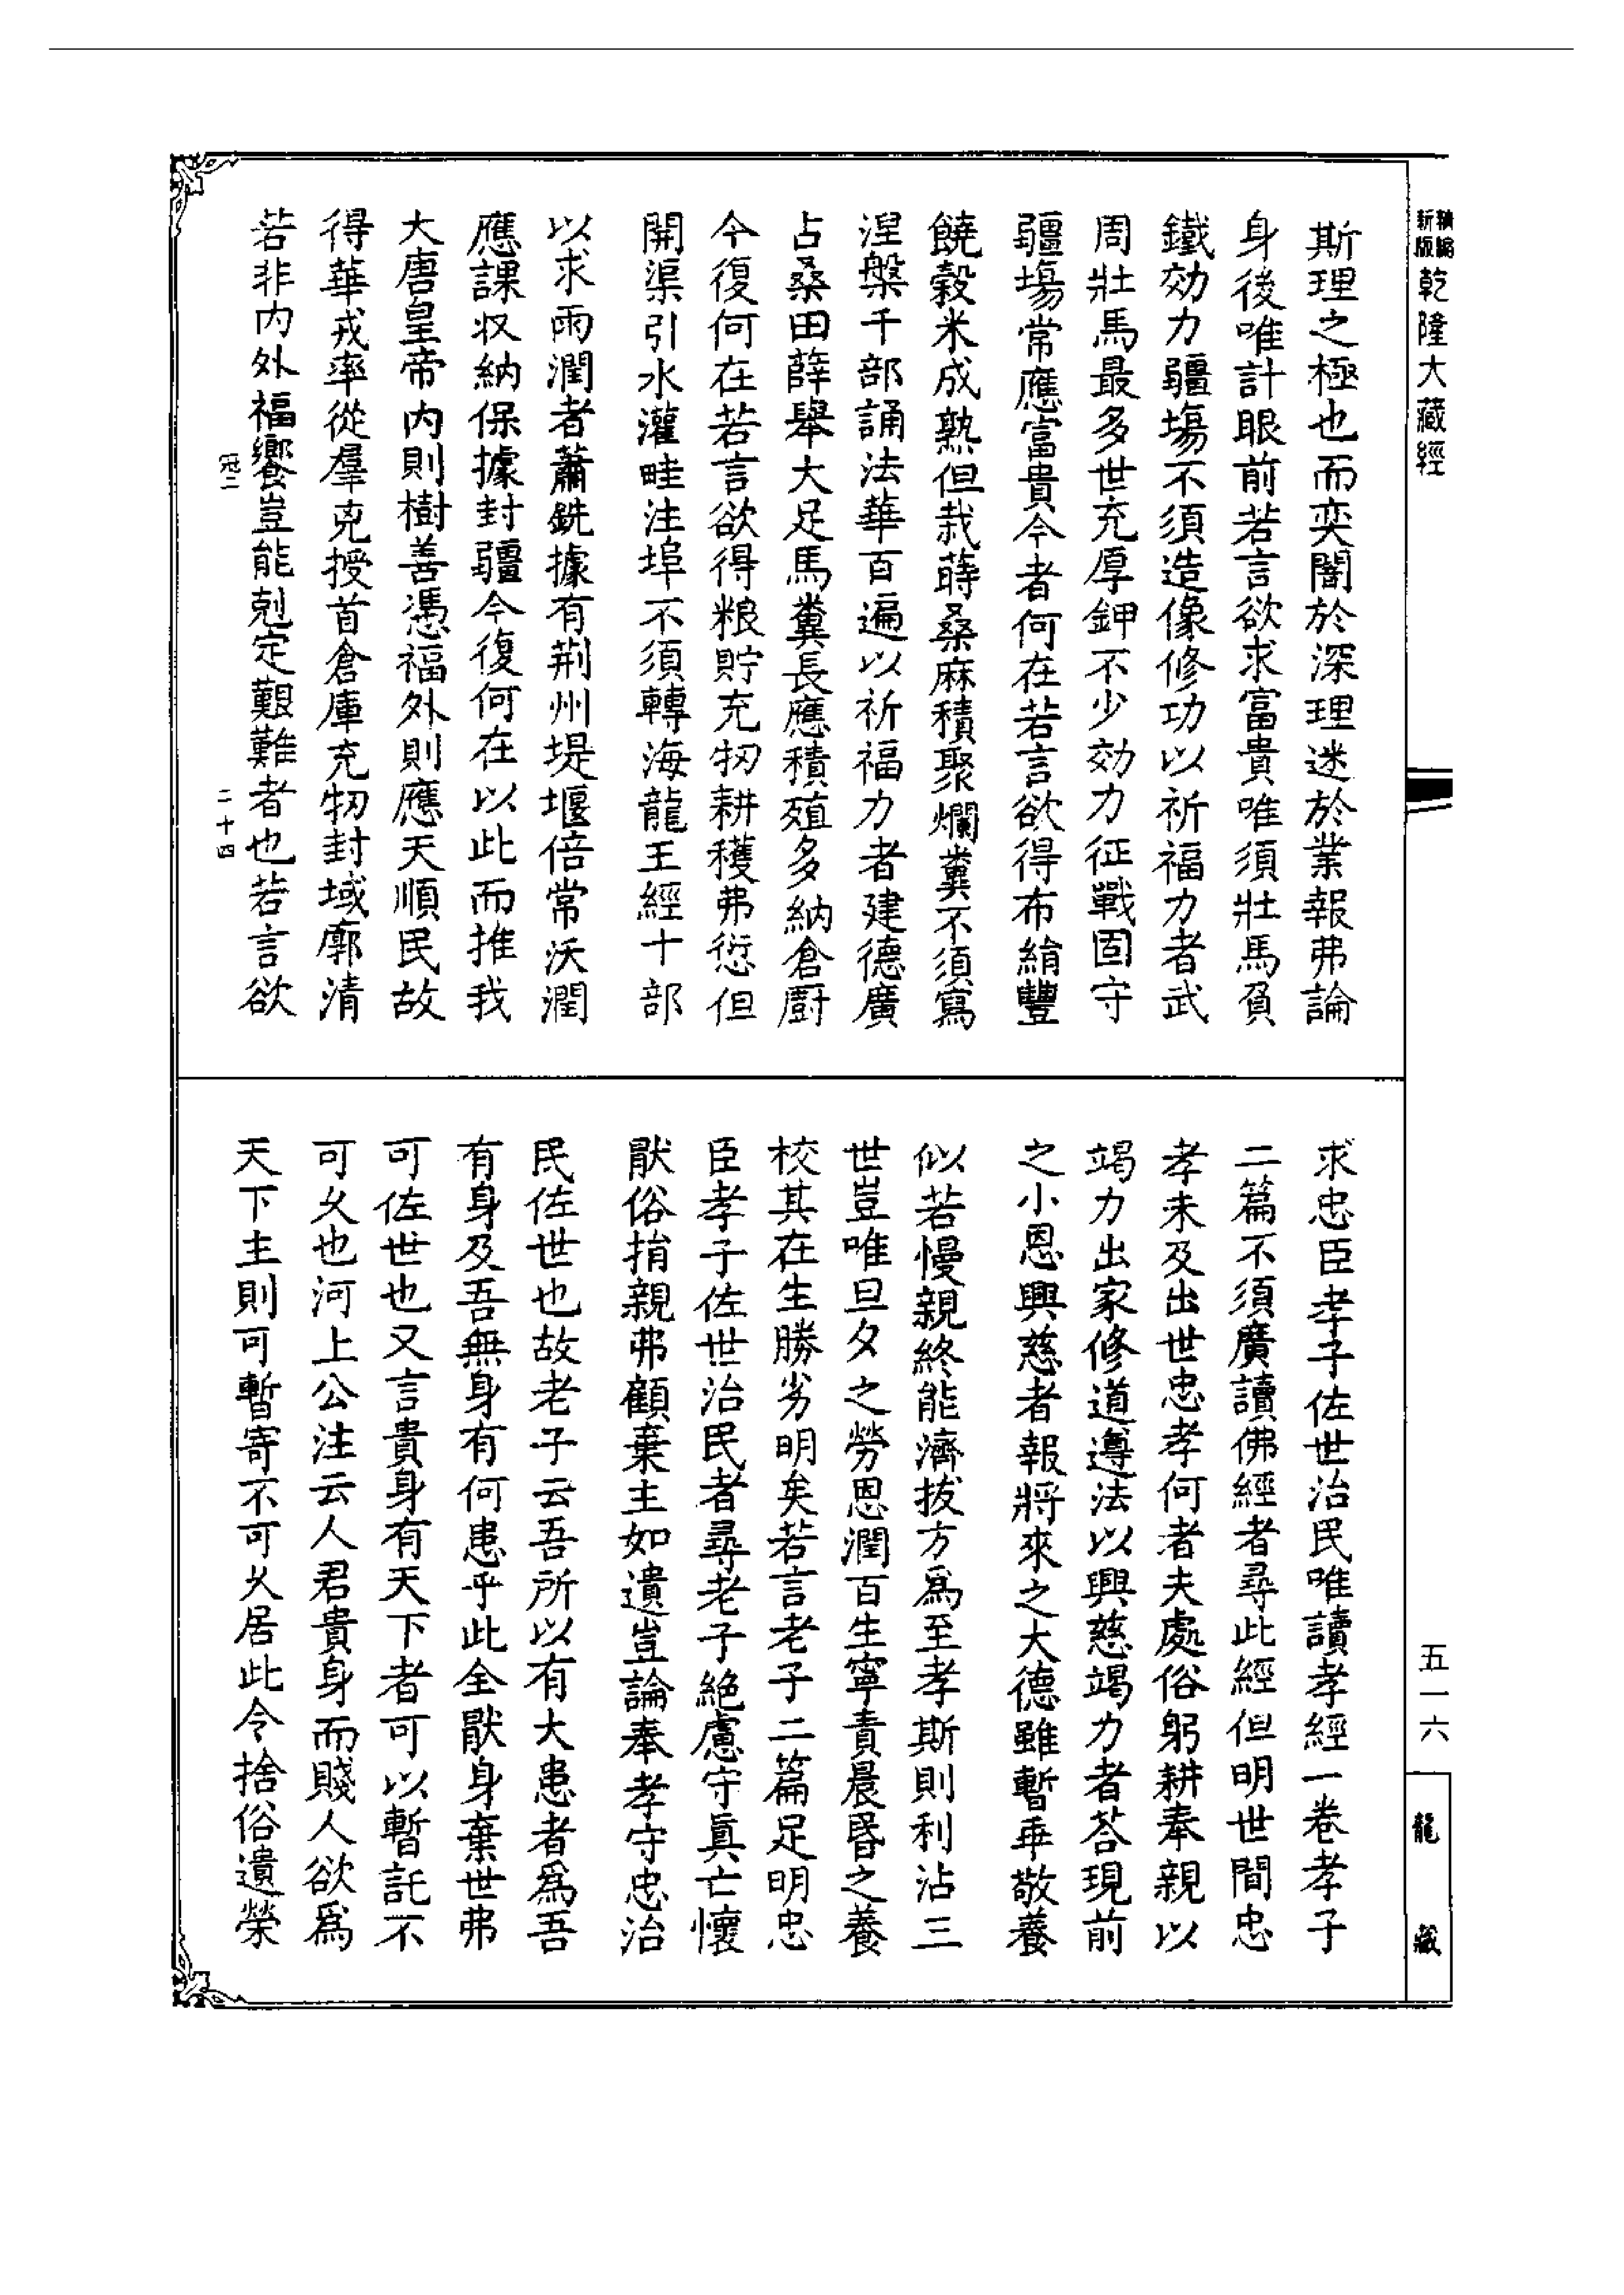 精縮
新版
乾隆大藏經
斯理之極也而奕闇於深理迷於業報弗論
身後唯計眼前若言欲求富貴唯須壯馬負
鐵効力疆埸不須造像修功以祈福力者武
周壯馬最多世充厚鉀不少効力征戰固守
疆埸常應富貴今者何在若言欲得布絹豐
饒穀米成熟但栽蒔桑麻積聚爛糞不須寫
涅槃千部誦法華百遍以祈福力者建德廣
占桑田薛舉大足馬糞長應積殖多納倉廚
今復何在若言欲得粮貯充牣耕穫弗愆但
開渠引水灌畦注埠不須轉海龍王經十部
以求雨潤者蕭銑據有荆州堤堰倍常沃潤
應課収納保據封疆今復何在以此而推我
大唐皇帝内則樹善憑福外則應天順民故
得華戎率從羣克授首倉庫充牣封域廓清
若非内外福饗豈能剋定艱難者也若言欲
冠二
二十四
求忠臣孝子佐世治民唯讀孝經一卷孝子
二篇不須廣讀佛經者尋此經但明世間忠
孝未及出世忠孝何者夫處俗躬耕奉親以
竭力出家修道遵法以興慈竭力者荅現前
之小恩興慈者報將來之大德雖暫乖敬養
似若慢親終能濟拔方爲至孝斯則利沾三
世豈唯旦夕之勞恩潤百生寧責晨昬之養
校其在生勝劣明矣若言老子二篇足明忠
臣孝子佐世治民者尋老子絶慮守眞亡懷
猒俗捐親弗顧棄主如遺豈論奉孝守忠治
民佐世也故老子云吾所以有大患者爲吾
有身及吾無身有何患乎此全猒身棄世弗
可佐世也又言貴身有天下者可以暫託不
可乆也河上公注云人君貴身而賤人欲爲
天下主則可暫寄不可乆居此令捨俗遺榮
五一六
龍藏